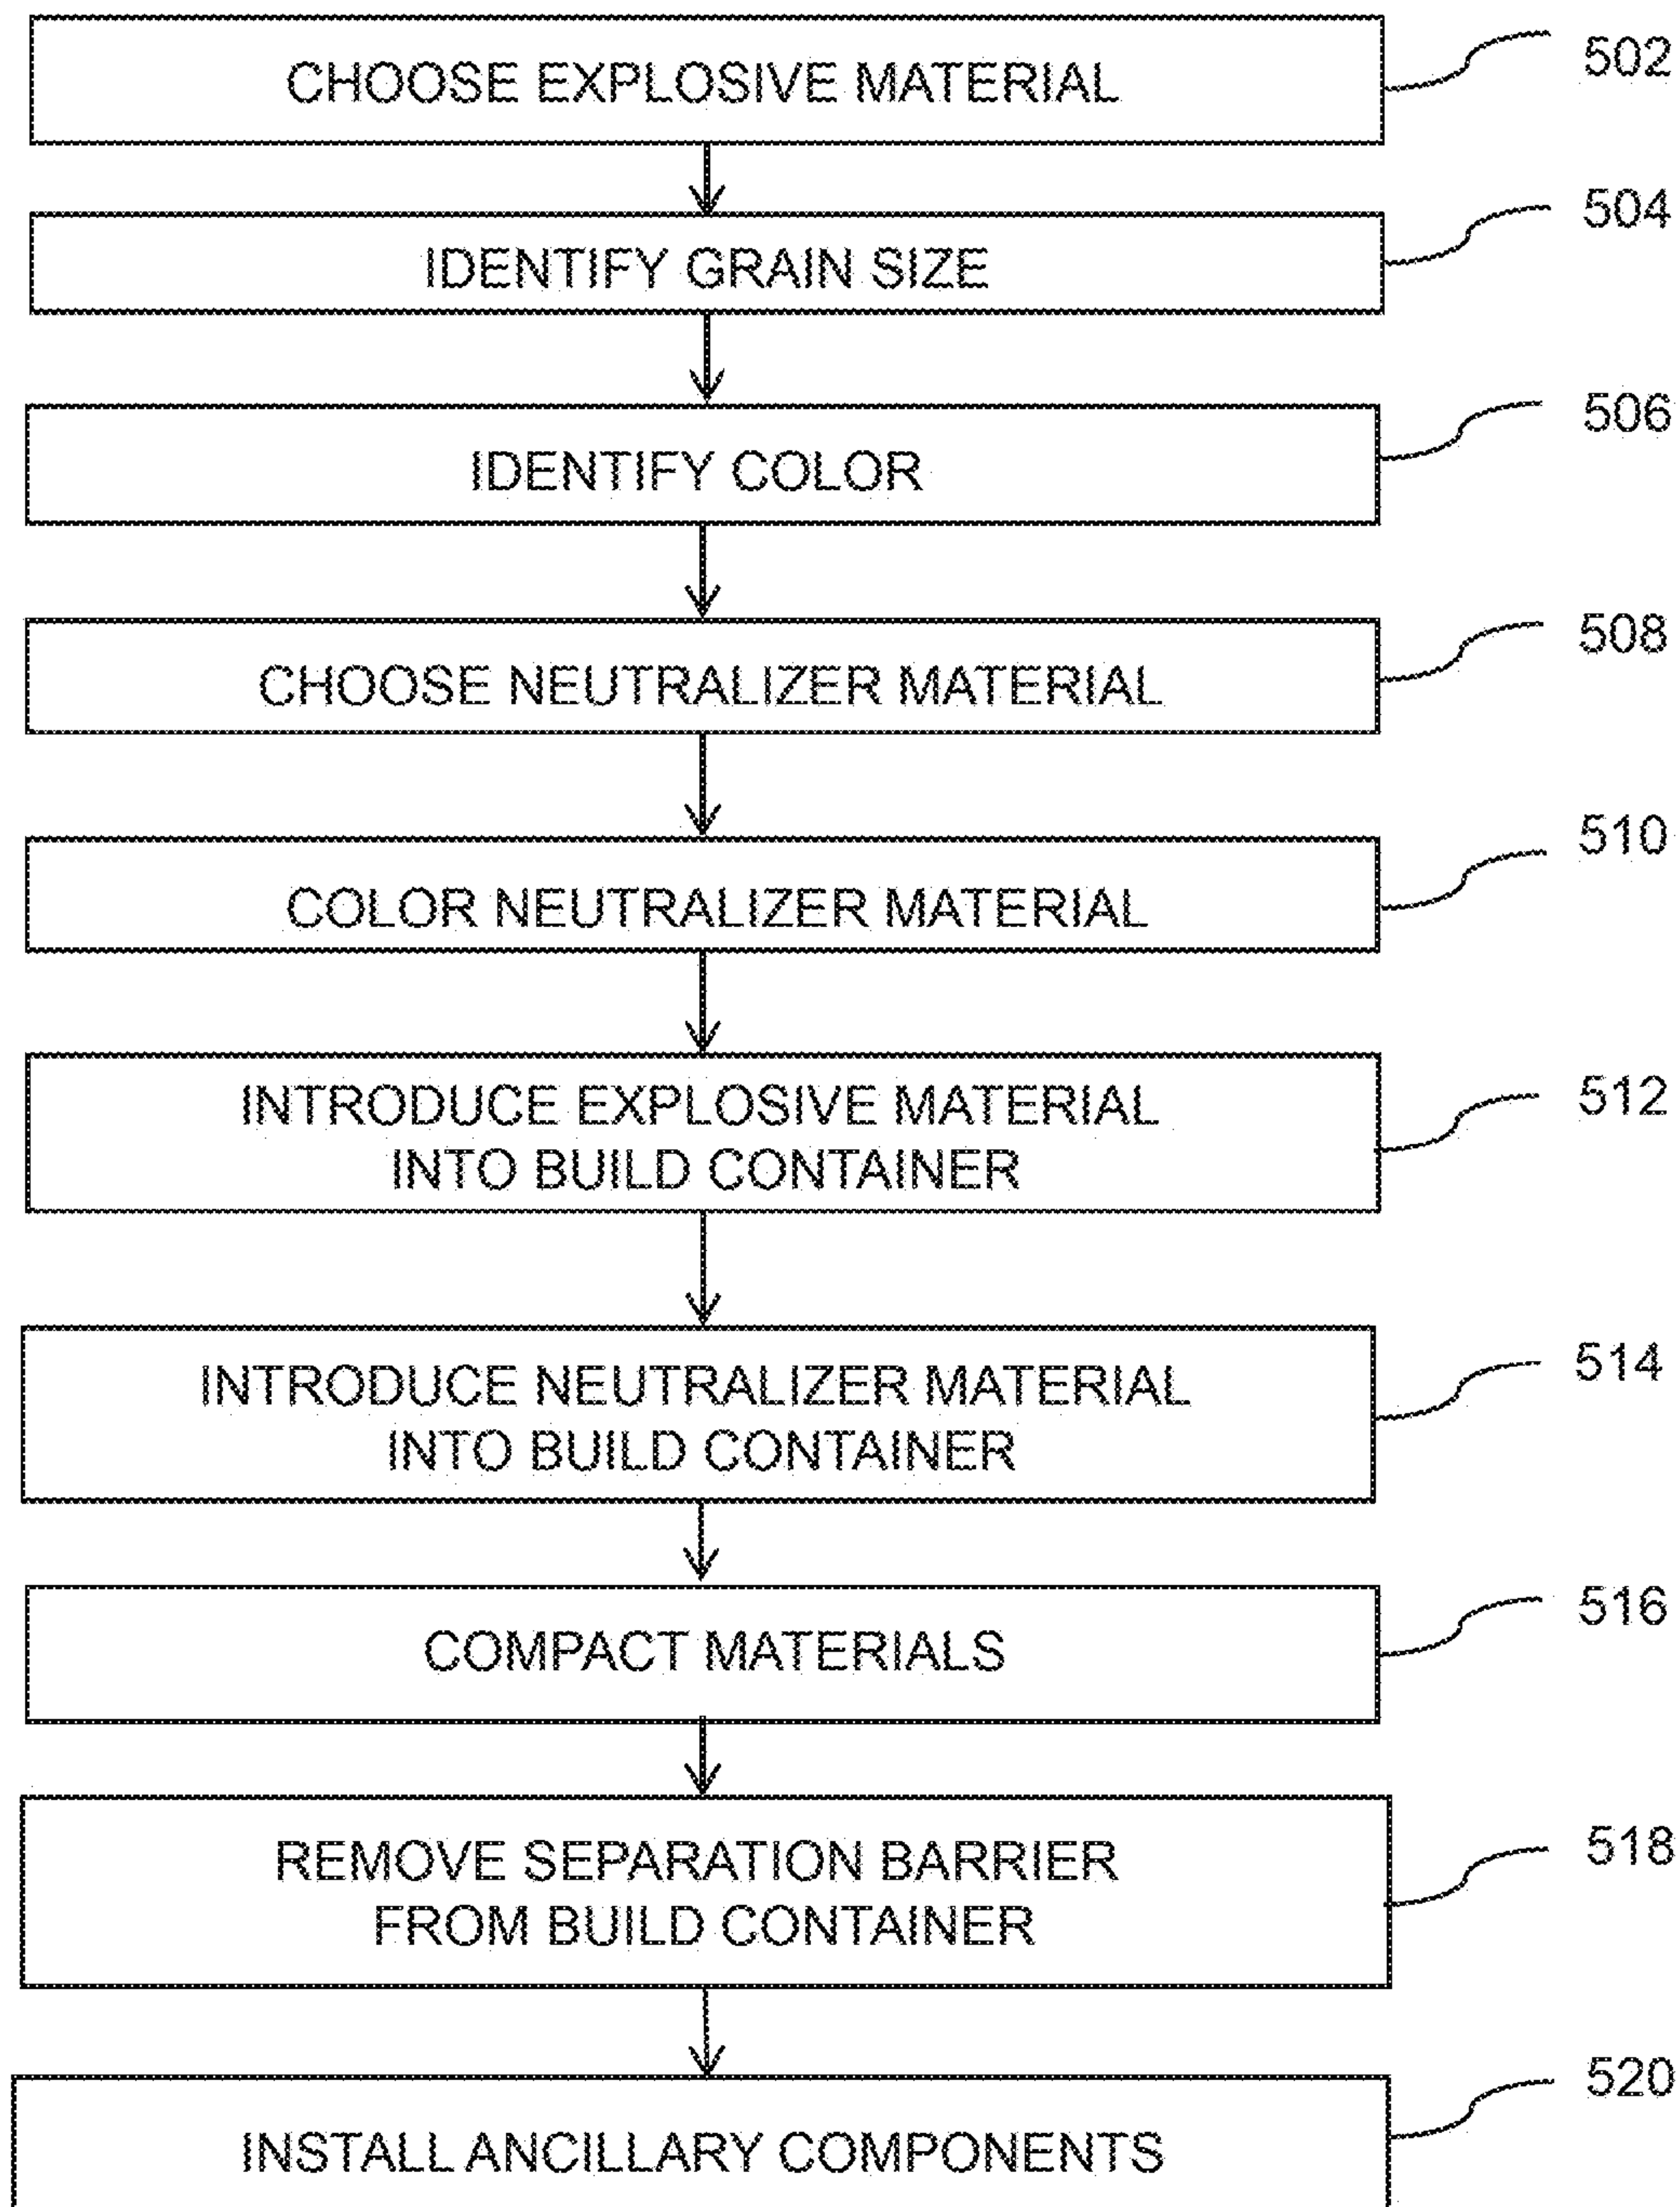 CHOOSE EXPLOSIVE MATERIAL
502
IDENTIFY GRAIN SIZE
504
IDENTIFY COLOR
506
CHOOSE NEUTRALIZER MATERIAL
508
COLOR NEUTRALIZER MATERIAL
510
INTRODUCE EXPLOSIVE MATERIAL
INTO BUILD CONTAINER
512
INTRODUCE NEUTRALIZER MATERIAL
INTO BUILD CONTAINER
514
COMPACT MATERIALS
516
REMOVE SEPARATION BARRIER
FROM BUILD CONTAINER
518
INSTALL ANCILLARY COMPONENTS
520